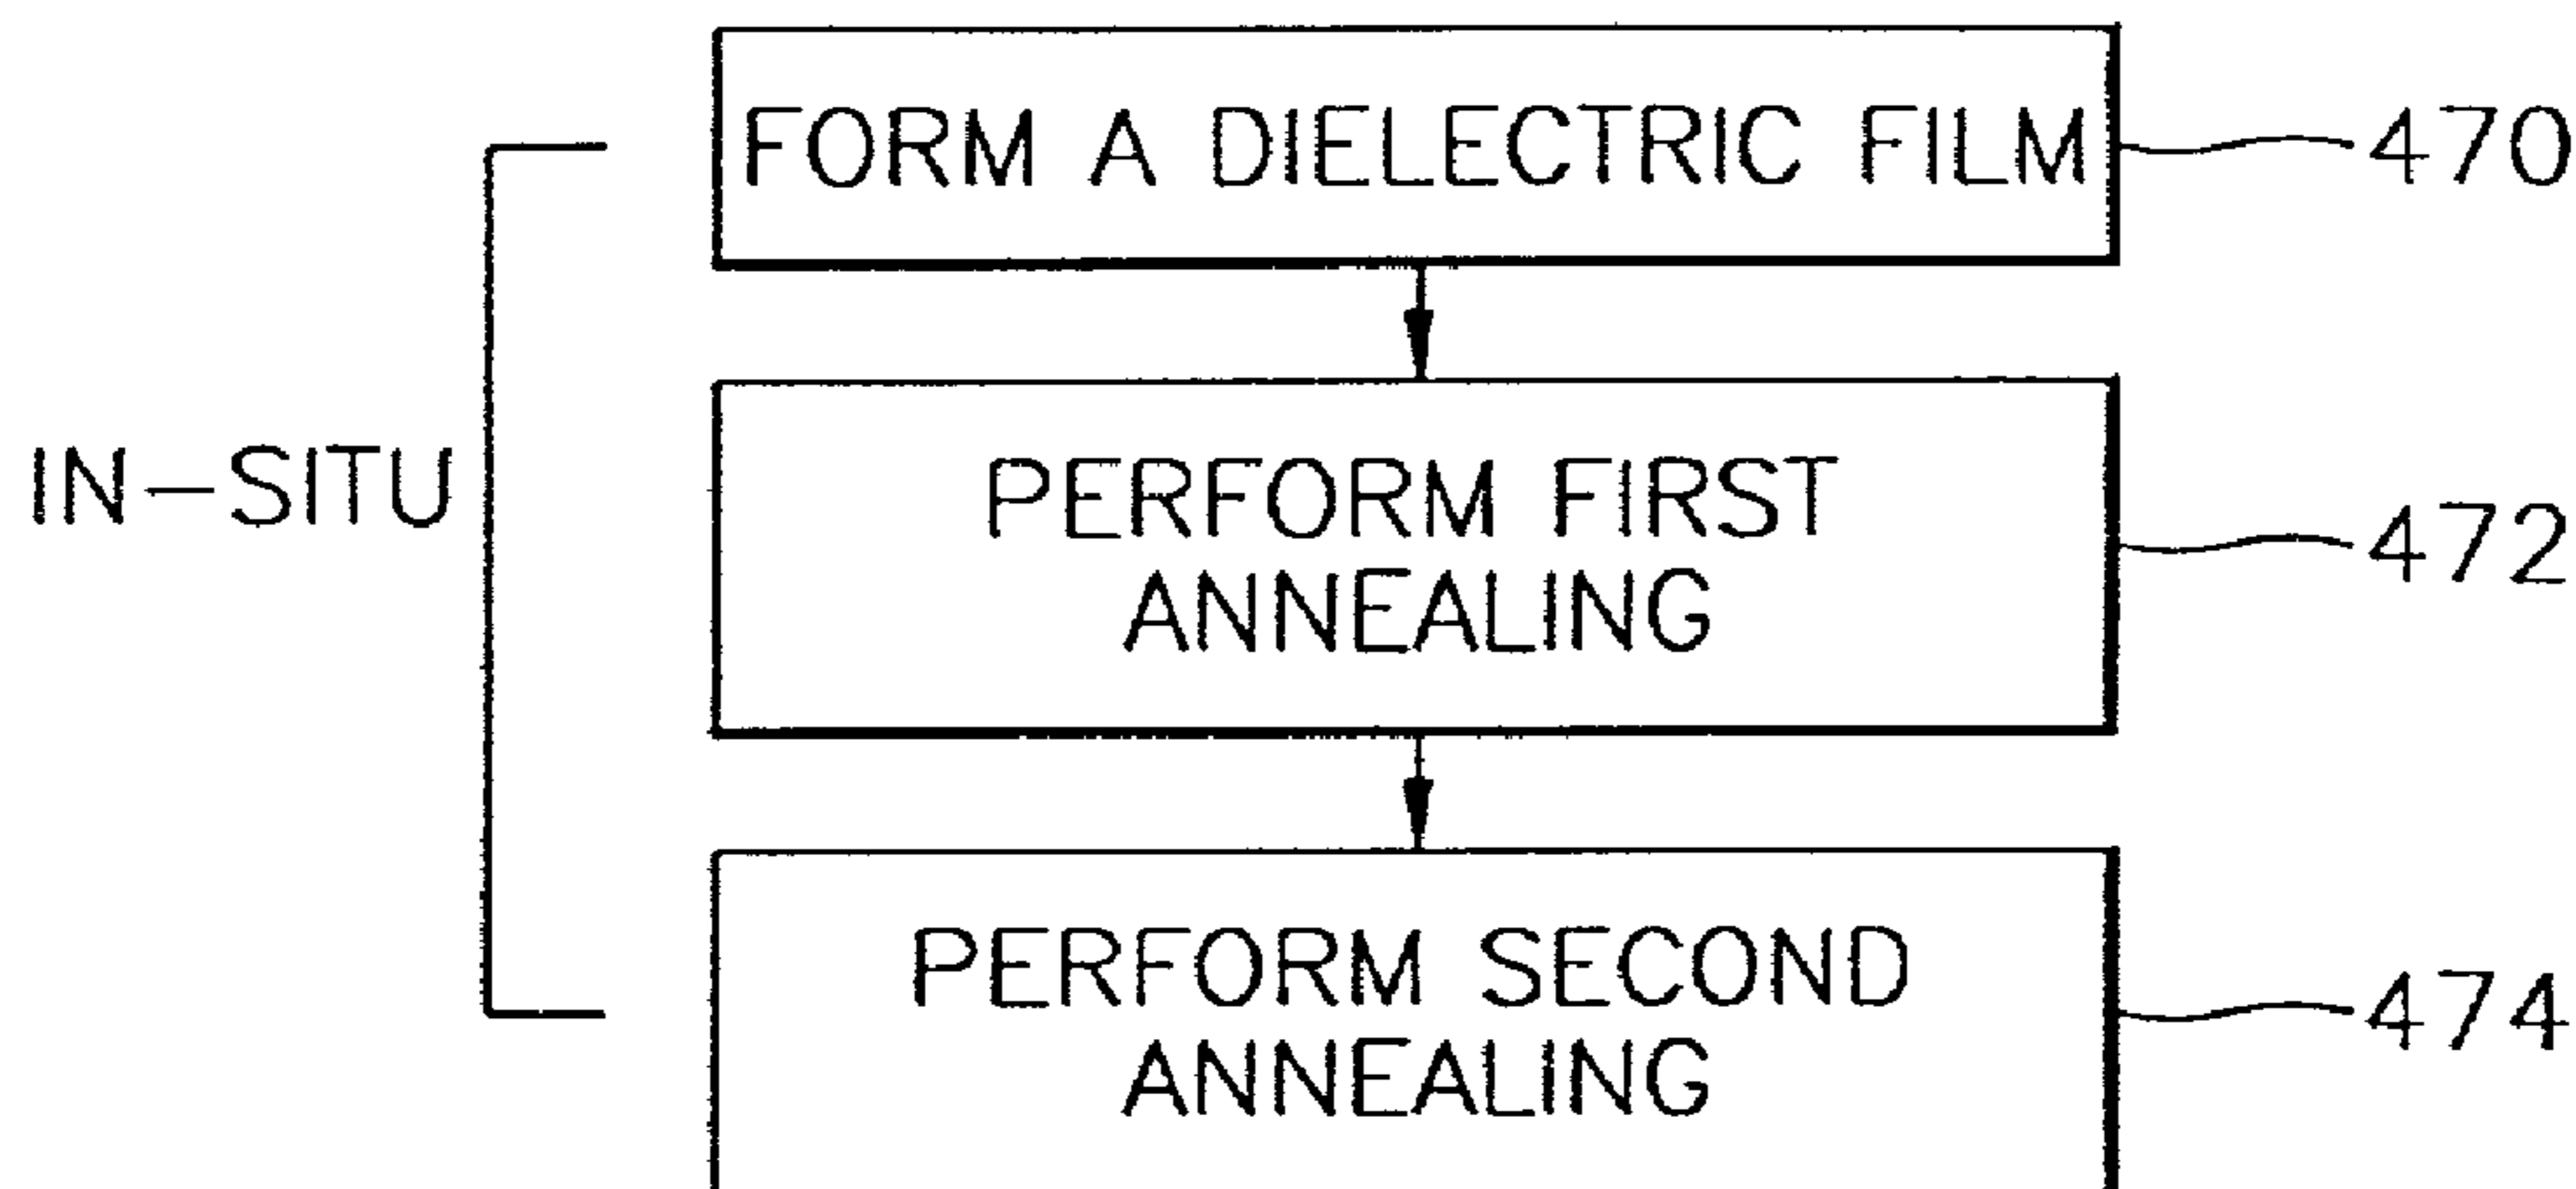 FORM A DIELECTRIC FILM
470
IN-SITU
PERFORM FIRST
ANNEALING
472
PERFORM SECOND
ANNEALING
474